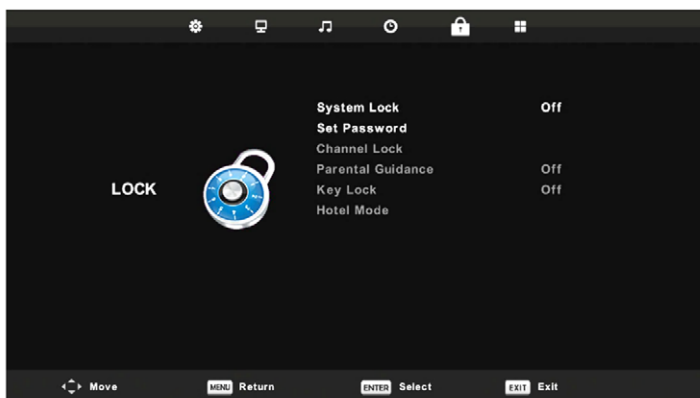 System Lock Off
Set Password
Channel Lock
Parental Guidance Off
Key Lock Off
Hotel Mode
LOCK
Move MENU Return ENTER Select EXIT Exit